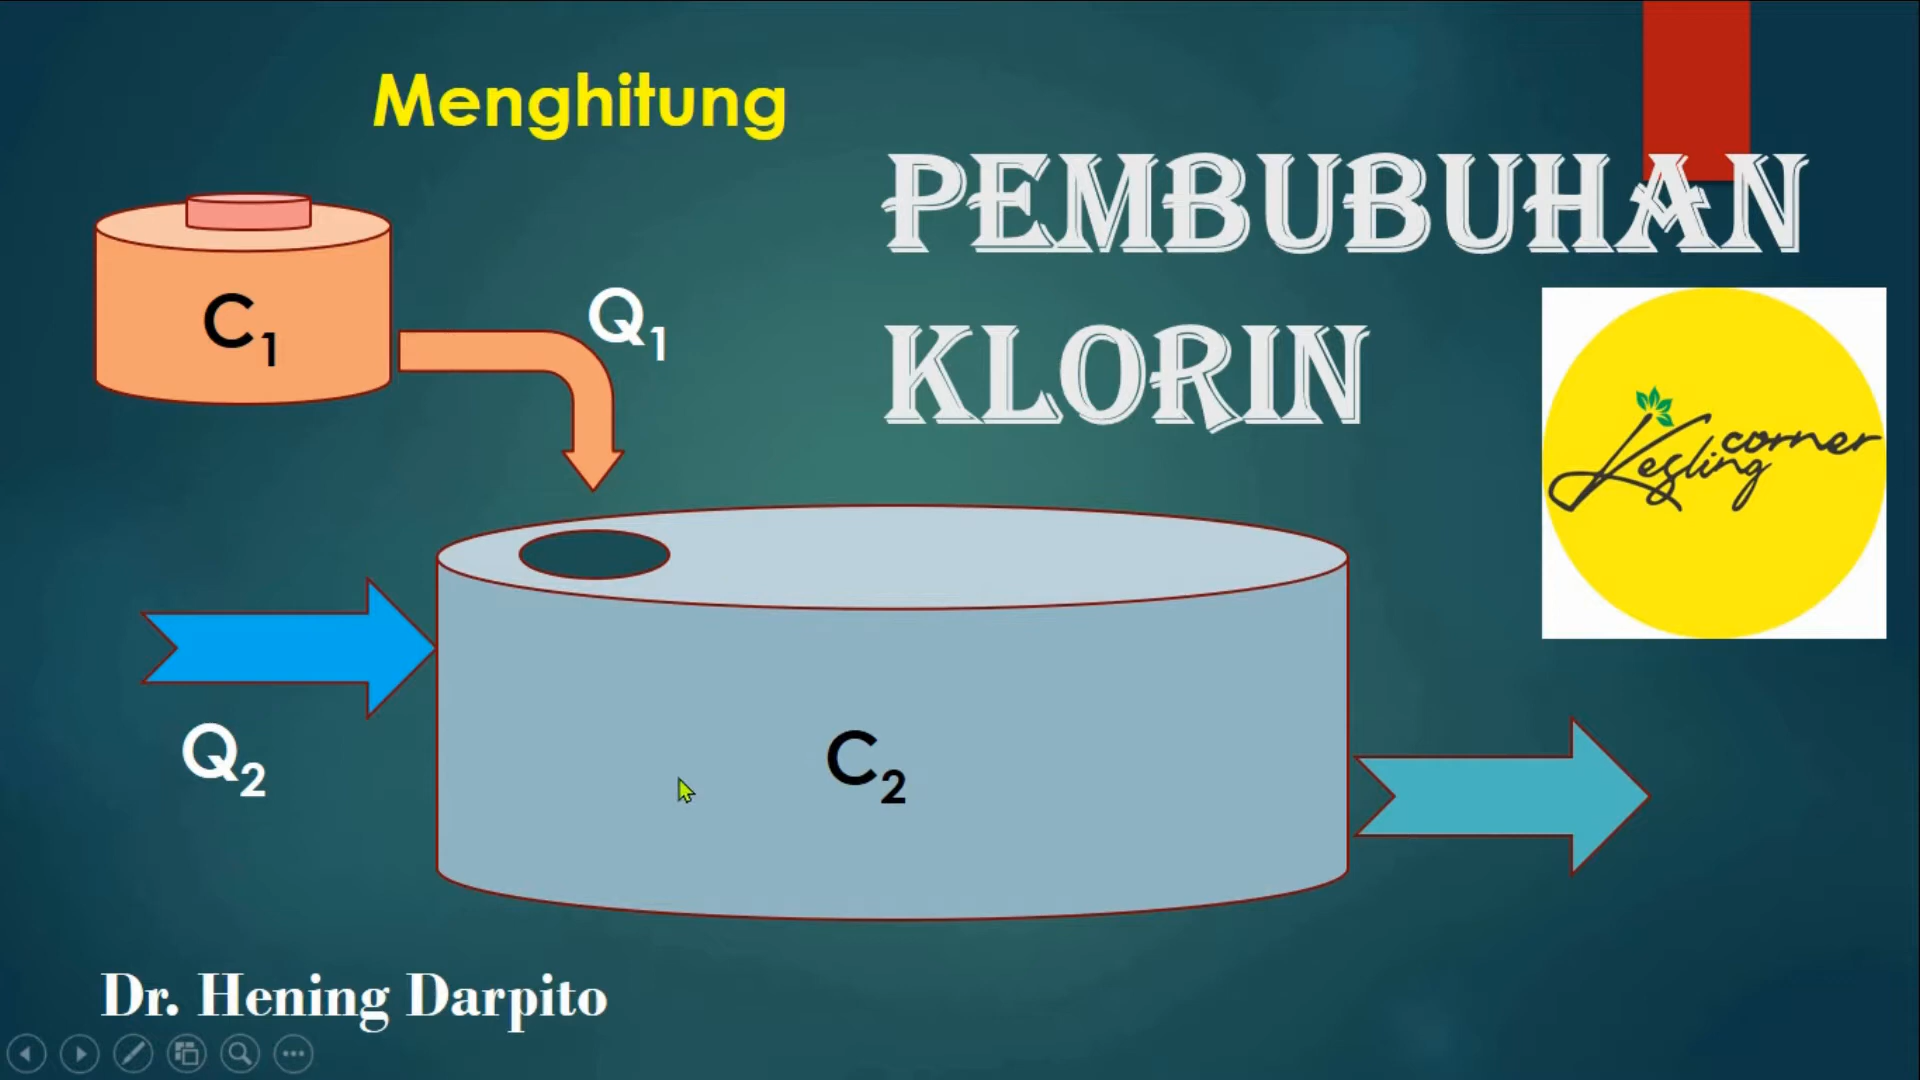 Menghitung
PEMBUBUHAN
KLORIN
C₁
Q₁
Kesling corner
Q₂
C₂
Dr. Hening Darpito